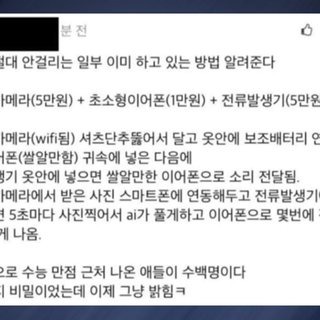 분 전
절대 안걸리는 일부 이미 하고 있는 방법 알려준다
카메라(5만원) + 초소형이어폰(1만원) + 전류발생기(5만원
카메라(wifi됨) 셔츠단추뚫어서 달고 옷안에 보조배터리 연
어폰(쌀알만함) 귀속에 넣은 다음에
생기 옷안에 넣으면 쌀알만한 이어폰으로 소리 전달됨.
카메라에서 받은 사진 스마트폰에 연동해두고 전류발생기
면 5초마다 사진찍어서 ai가 풀게하고 이어폰으로 몇번에
게 나옴.
으로 수능 만점 근처 나온 애들이 수백명이다
지 비밀이었는데 이제 그냥 밝힘ㅋ